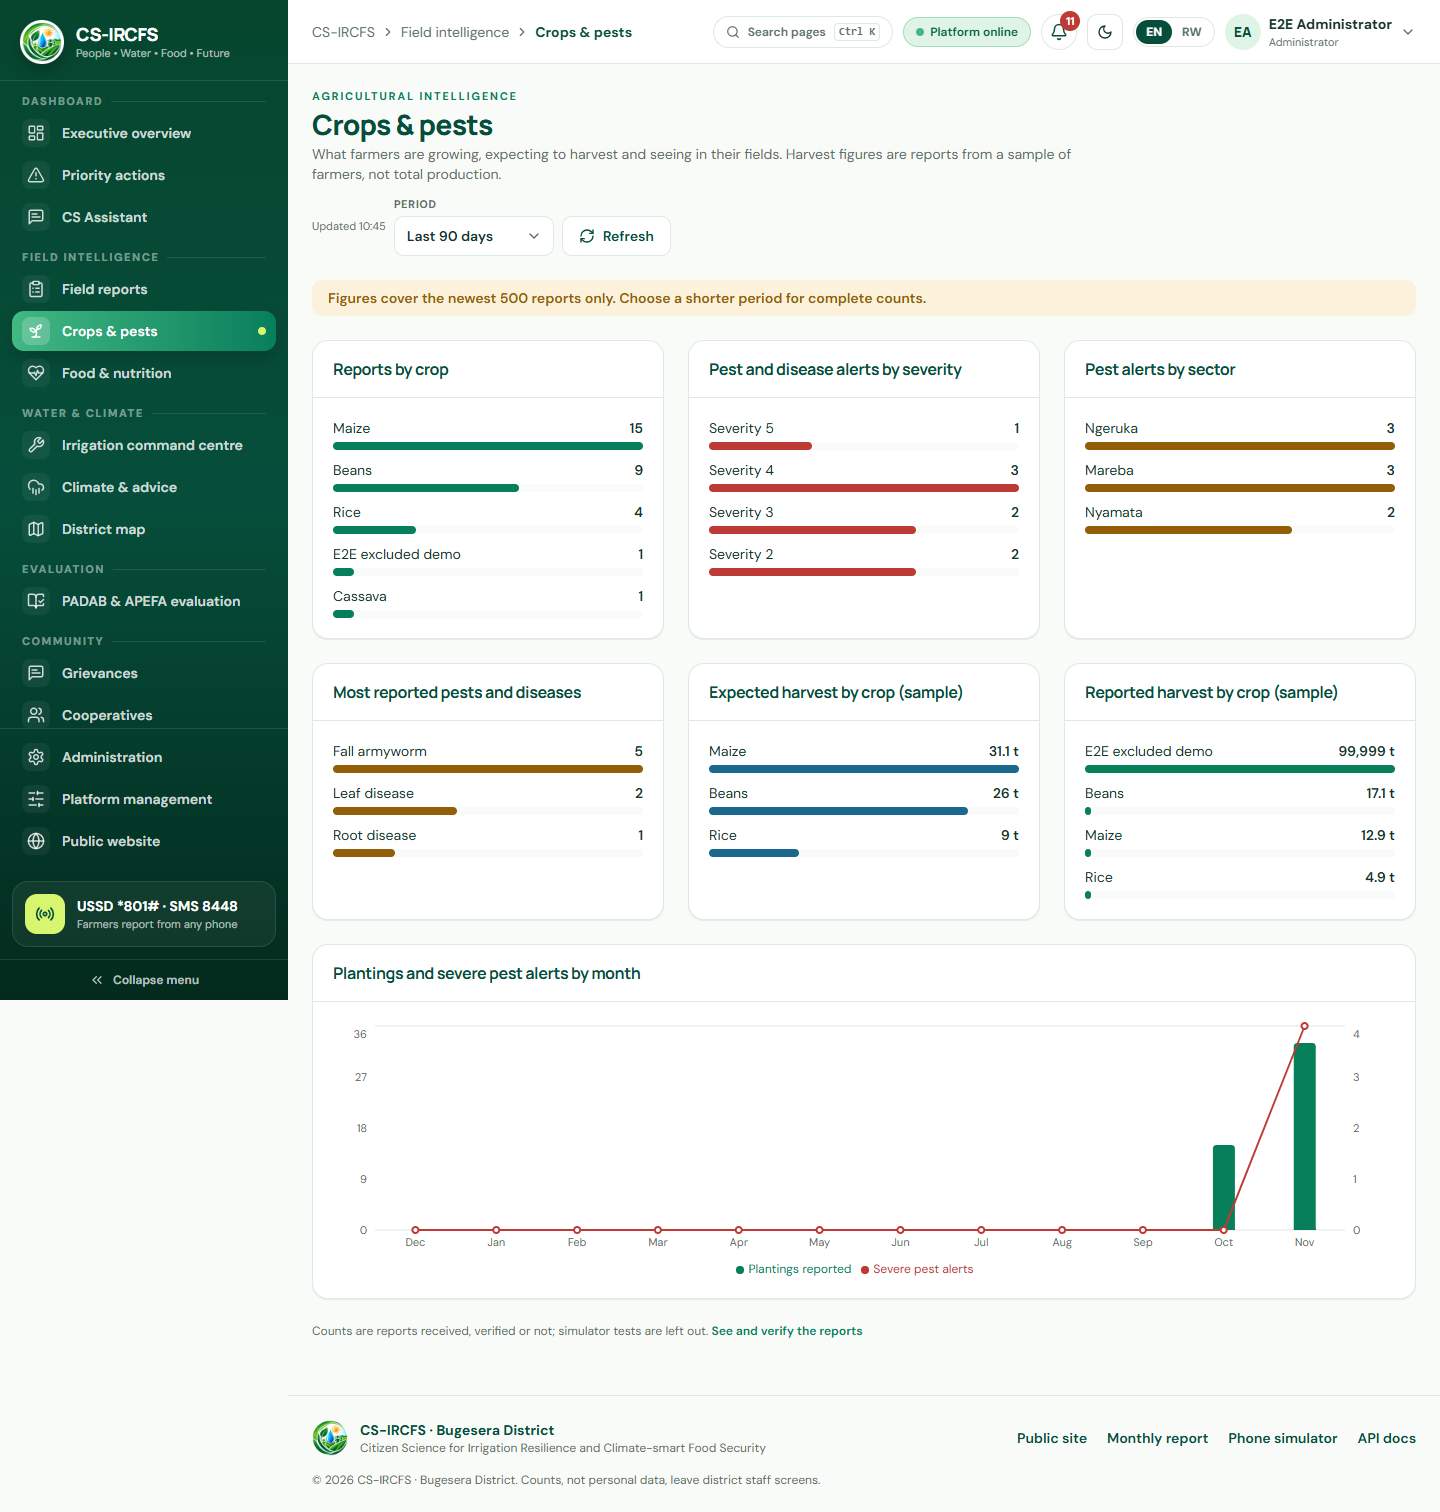 CS-IRCFS
People • Water • Food • Future
DASHBOARD
Executive overview
Priority actions
CS Assistant
FIELD INTELLIGENCE
Field reports
Crops & pests
Food & nutrition
WATER & CLIMATE
Irrigation command centre
Climate & advice
District map
EVALUATION
PADAB & APEFA evaluation
COMMUNITY
Grievances
Cooperatives
Administration
Platform management
Public website
USSD *801# · SMS 8448
Farmers report from any phone
Collapse menu
CS-IRCFS > Field intelligence > Crops & pests
Search pages Ctrl K
Platform online
11
EN RW
EA
E2E Administrator
Administrator
AGRICULTURAL INTELLIGENCE
Crops & pests
What farmers are growing, expecting to harvest and seeing in their fields. Harvest figures are reports from a sample of
farmers, not total production.
PERIOD
Updated 10:45
Last 90 days
Refresh
Figures cover the newest 500 reports only. Choose a shorter period for complete counts.
Reports by crop
Maize 15
Beans 9
Rice 4
E2E excluded demo 1
Cassava 1
Pest and disease alerts by severity
Severity 5 1
Severity 4 3
Severity 3 2
Severity 2 2
Pest alerts by sector
Ngeruka 3
Mareba 3
Nyamata 2
Most reported pests and diseases
Fall armyworm 5
Leaf disease 2
Root disease 1
Expected harvest by crop (sample)
Maize 31.1 t
Beans 26 t
Rice 9 t
Reported harvest by crop (sample)
E2E excluded demo 99,999 t
Beans 17.1 t
Maize 12.9 t
Rice 4.9 t
Plantings and severe pest alerts by month
36 4
27 3
18 2
9 1
0 0
Dec Jan Feb Mar Apr May Jun Jul Aug Sep Oct Nov
Plantings reported Severe pest alerts
Counts are reports received, verified or not; simulator tests are left out. See and verify the reports
CS-IRCFS · Bugesera District
Citizen Science for Irrigation Resilience and Climate-smart Food Security
Public site Monthly report Phone simulator API docs
© 2026 CS-IRCFS · Bugesera District. Counts, not personal data, leave district staff screens.